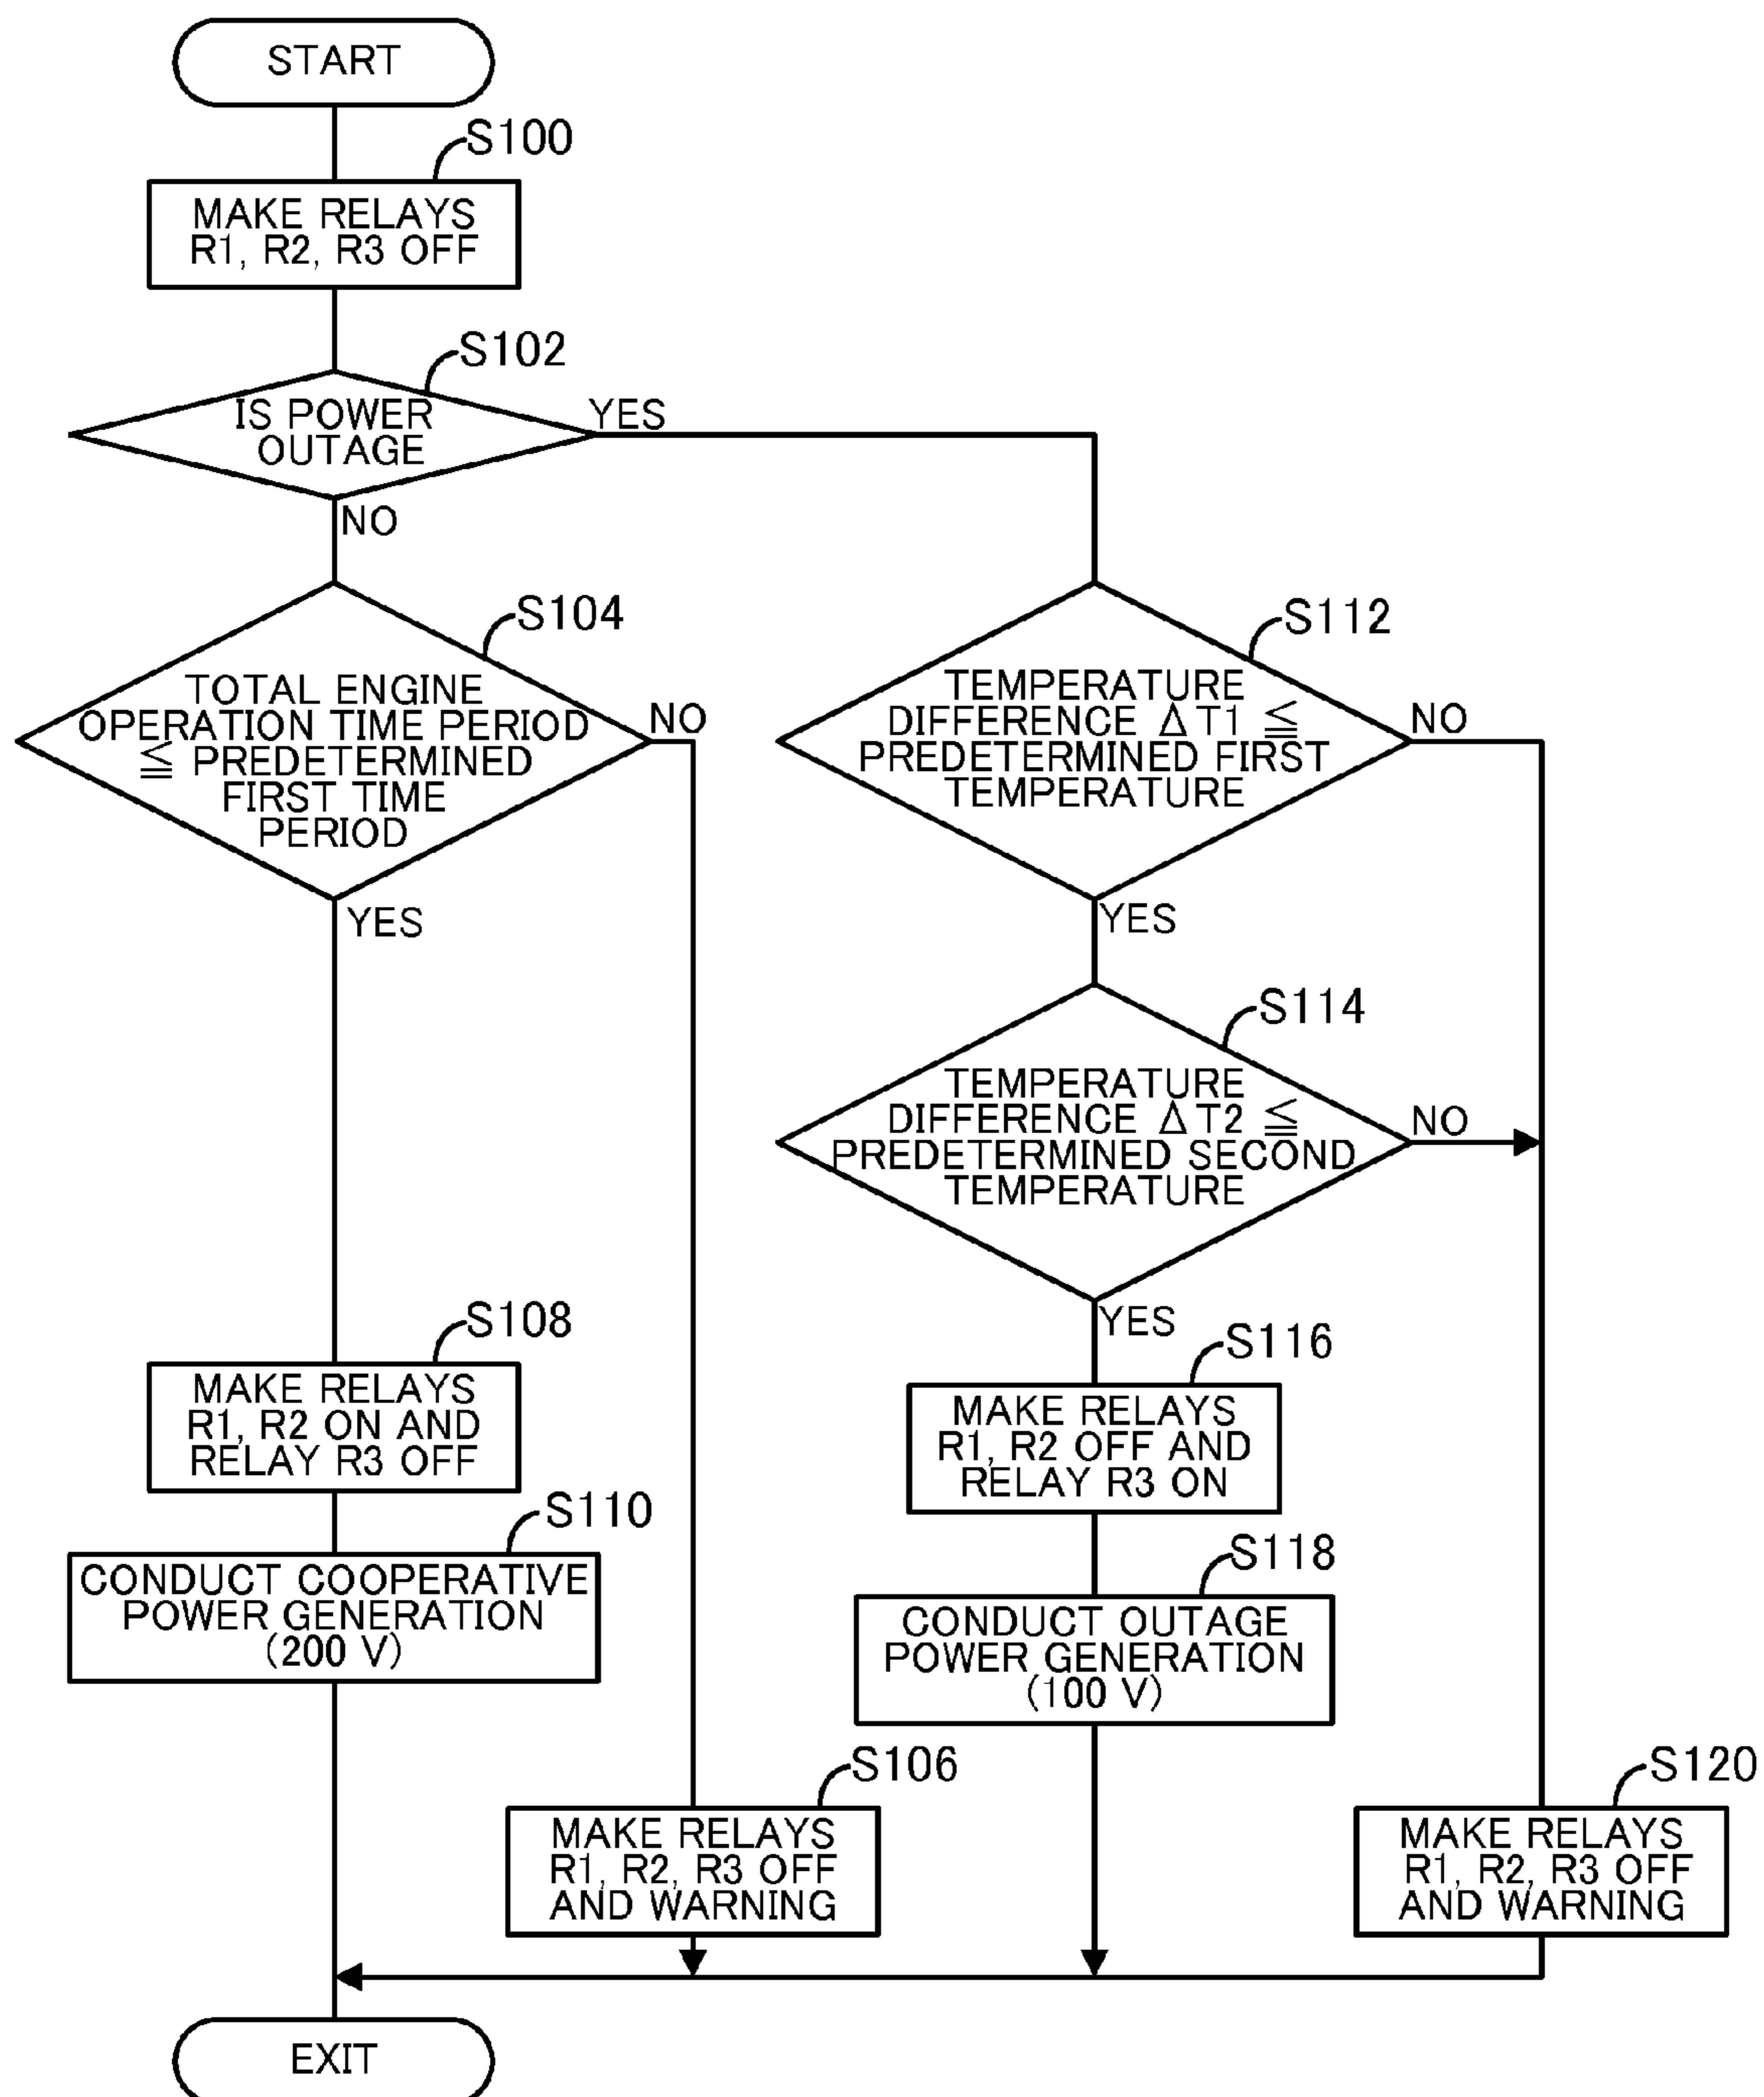 START
S100
MAKE RELAYS
R1, R2, R3 OFF
S102
IS POWER
OUTAGE
YES
NO
S104
TOTAL ENGINE
OPERATION TIME PERIOD
≦ PREDETERMINED
FIRST TIME
PERIOD
NO
YES
S112
TEMPERATURE
DIFFERENCE ΔT1 ≦
PREDETERMINED FIRST
TEMPERATURE
NO
YES
S114
TEMPERATURE
DIFFERENCE ΔT2 ≦
PREDETERMINED SECOND
TEMPERATURE
NO
YES
S108
MAKE RELAYS
R1, R2 ON AND
RELAY R3 OFF
S110
CONDUCT COOPERATIVE
POWER GENERATION
(200 V)
S116
MAKE RELAYS
R1, R2 OFF AND
RELAY R3 ON
S118
CONDUCT OUTAGE
POWER GENERATION
(100 V)
S106
MAKE RELAYS
R1, R2, R3 OFF
AND WARNING
S120
MAKE RELAYS
R1, R2, R3 OFF
AND WARNING
EXIT